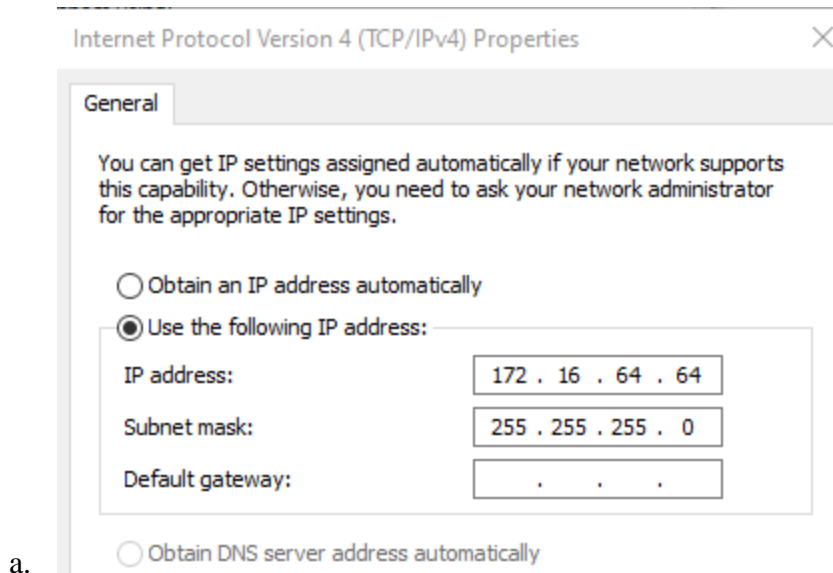 Internet Protocol Version 4 (TCP/IPv4) Properties
General
You can get IP settings assigned automatically if your network supports
this capability. Otherwise, you need to ask your network administrator
for the appropriate IP settings.
Obtain an IP address automatically
Use the following IP address:
IP address: 172 . 16 . 64 . 64
Subnet mask: 255 . 255 . 255 . 0
Default gateway: . . .
a. Obtain DNS server address automatically